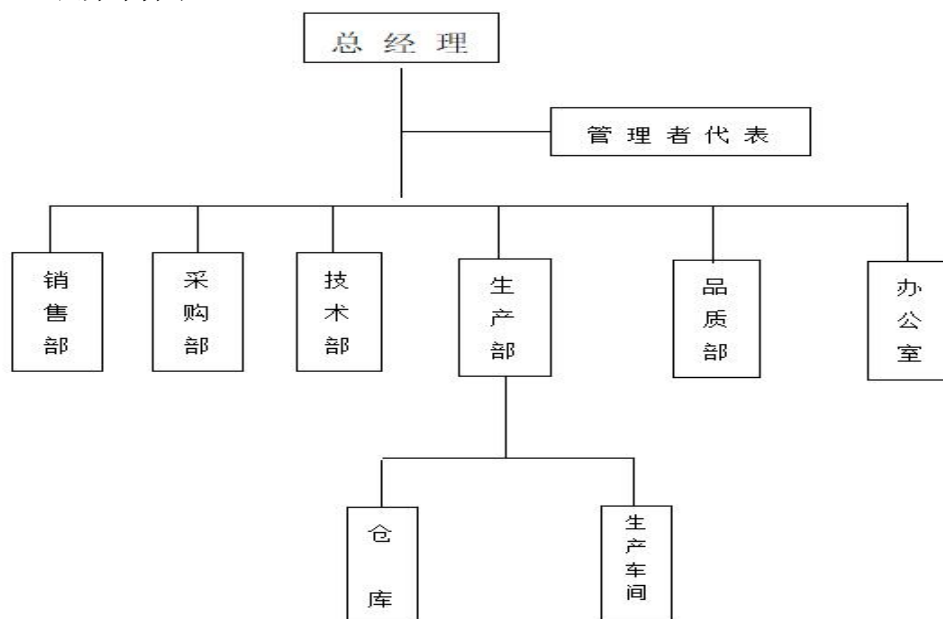 总经理
管理者代表
销售部
采购部
技术部
生产部
品质部
办公室
仓库
生产车间